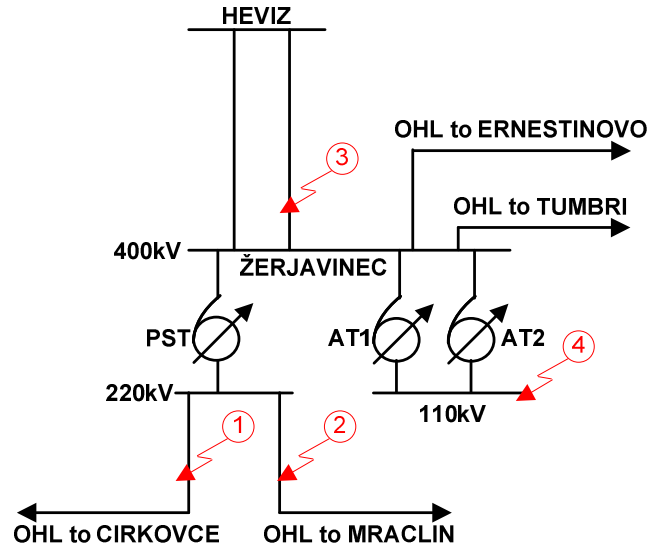 HEVIZ
OHL to ERNESTINOVO
3
OHL to TUMBRI
400kV
ŽERJAVINEC
PST
AT1
AT2
4
220kV
110kV
1
2
OHL to CIRKOVCE
OHL to MRACLIN